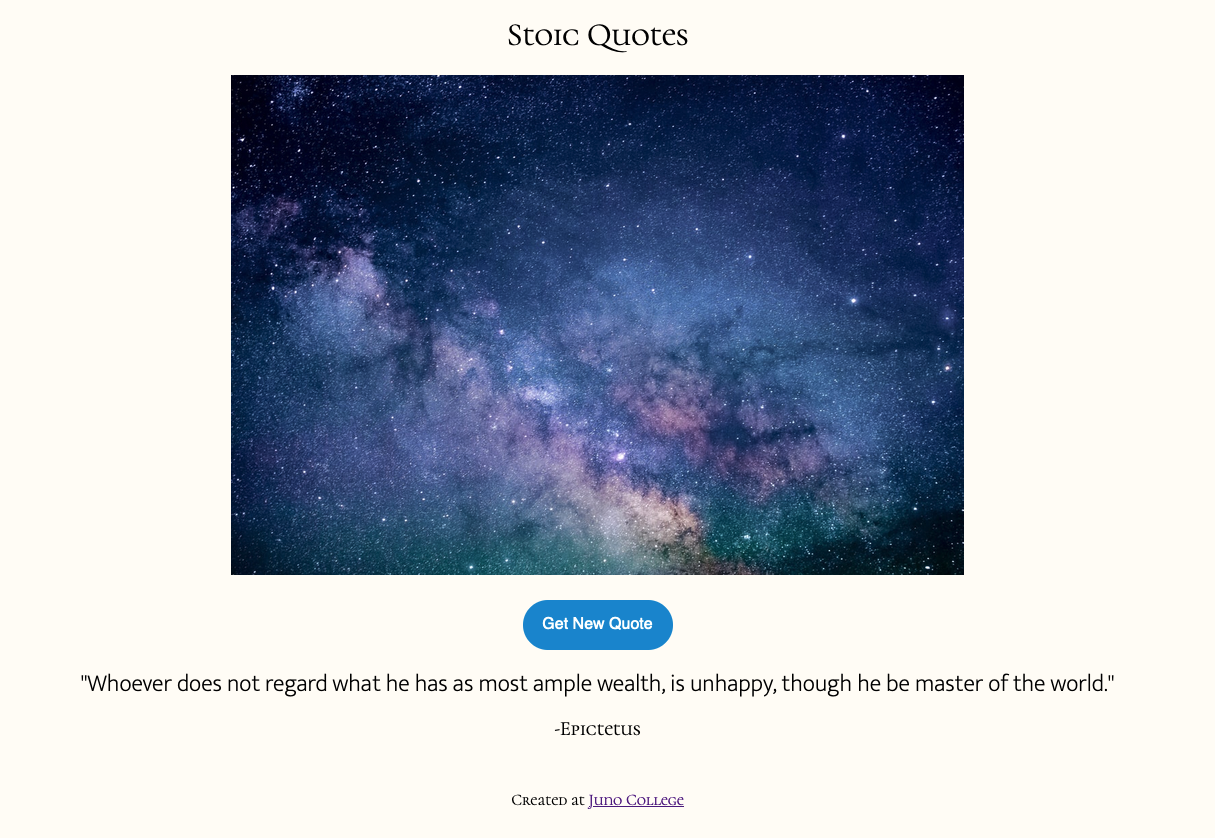 Stoic Quotes
Get New Quote
"Whoever does not regard what he has as most ample wealth, is unhappy, though he be master of the world."
-Epictetus
Created at Juno College